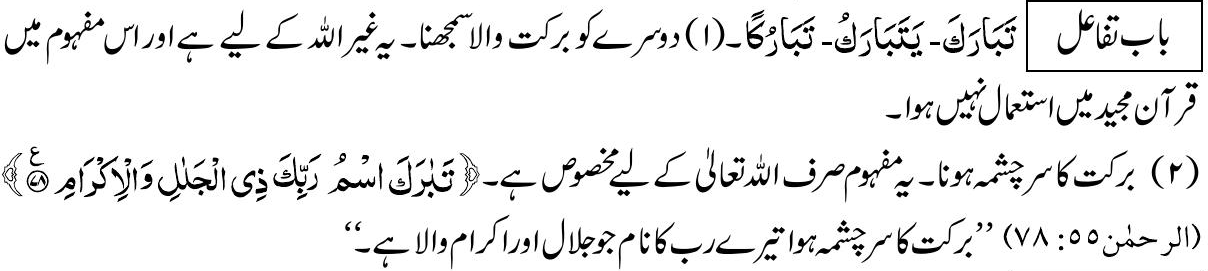 باب تفاعل تَبَارَكَ۔ يَتَبَارَكُ۔ تَبَارُكًا۔ (۱) دوسرے کو برکت والا سمجھنا۔ یہ غیر اللہ کے لیے ہے اور اس مفہوم میں
قرآن مجید میں استعمال نہیں ہوا۔
(۲) برکت کا سرچشمہ ہونا۔ یہ مفہوم صرف اللہ تعالیٰ کے لیے مخصوص ہے۔ ﴿تَبٰرَكَ اسْمُ رَبِّكَ ذِی الْجَلٰلِ وَالْاِكْرَامِ ۷۸ ع﴾
(الرحمٰن۵۵: ۷۸) ’’برکت کا سرچشمہ ہوا تیرے رب کا نام جو جلال اور اکرام والا ہے۔‘‘